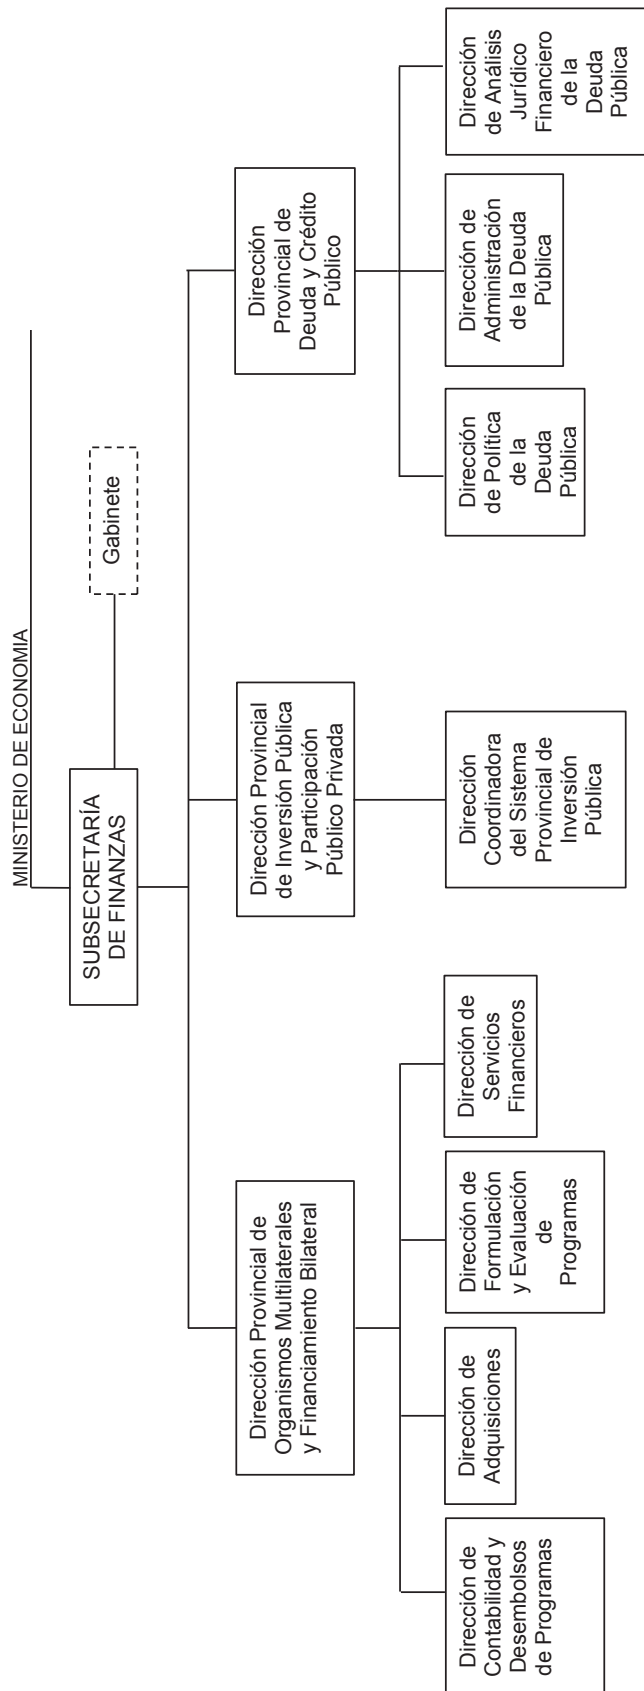 MINISTERIO DE ECONOMIA
SUBSECRETARÍA
DE FINANZAS
Gabinete
Dirección Provincial de
Organismos Multilaterales
y Financiamiento Bilateral
Dirección Provincial
de Inversión Pública
y Participación
Público Privada
Dirección
Provincial de
Deuda y Crédito
Público
Dirección de
Contabilidad y
Desembolsos
de Programas
Dirección de
Adquisiciones
Dirección de
Formulación
y Evaluación
de
Programas
Dirección de
Servicios
Financieros
Dirección
Coordinadora
del Sistema
Provincial de
Inversión
Pública
Dirección
de Política
de la
Deuda
Pública
Dirección de
Administración
de la Deuda
Pública
Dirección
de Análisis
Jurídico
Financiero
de la
Deuda
Pública